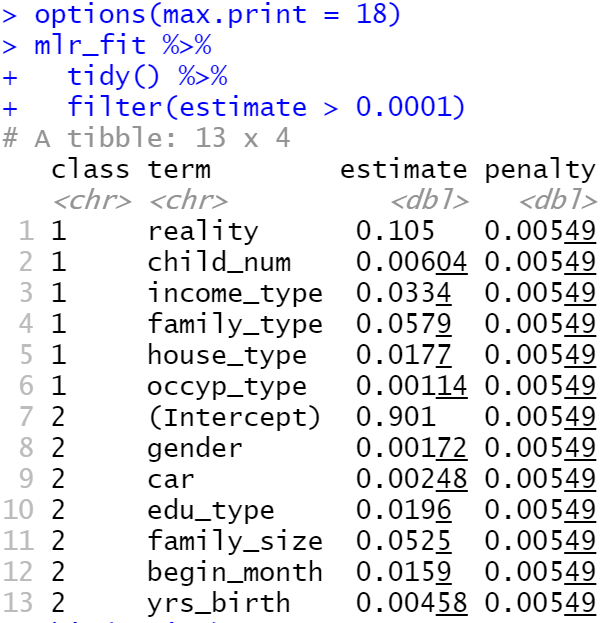 > options(max.print = 18)
> mlr_fit %>%
+   tidy() %>%
+   filter(estimate > 0.0001)
# A tibble: 13 x 4
   class term          estimate penalty
   <chr> <chr>            <dbl>   <dbl>
 1 1     reality        0.105   0.00549
 2 1     child_num      0.00604 0.00549
 3 1     income_type    0.0334  0.00549
 4 1     family_type    0.0579  0.00549
 5 1     house_type     0.0177  0.00549
 6 1     occyp_type     0.00114 0.00549
 7 2     (Intercept)    0.901   0.00549
 8 2     gender         0.00172 0.00549
 9 2     car            0.00248 0.00549
10 2     edu_type       0.0196  0.00549
11 2     family_size    0.0525  0.00549
12 2     begin_month    0.0159  0.00549
13 2     yrs_birth      0.00458 0.00549